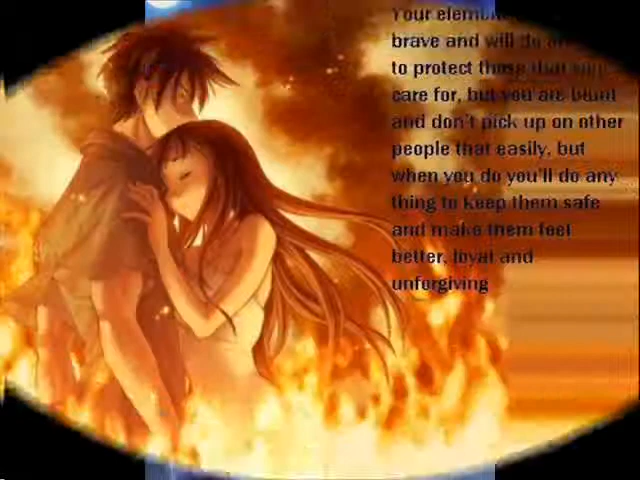 Your element
brave and will do
to protect those that you
care for, but you are blunt
and don't pick up on other
people that easily, but
when you do you'll do any
thing to keep them safe
and make them feel
better, loyal and
unforgiving